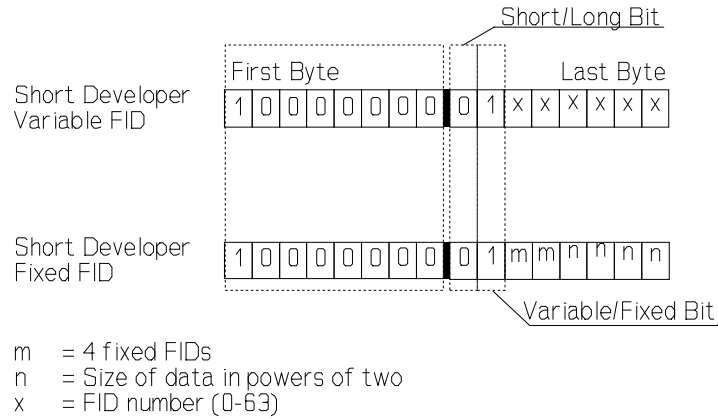 Short/Long Bit
First Byte Last Byte
Short Developer
Variable FID
1 0 0 0 0 0 0 0 0 1 x x x x x x
Short Developer
Fixed FID
1 0 0 0 0 0 0 0 0 1 m m n n n n
Variable/Fixed Bit
m = 4 fixed FIDs
n = Size of data in powers of two
x = FID number (0-63)